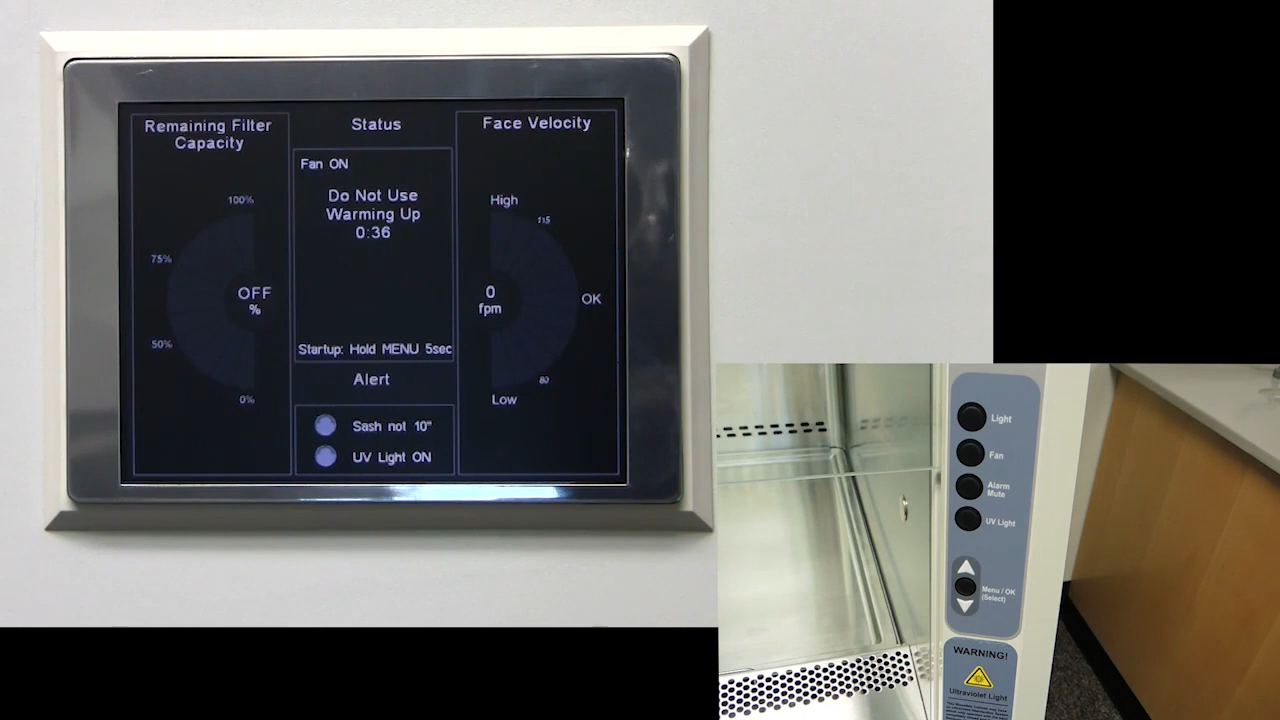 Remaining Filter
Capacity
100%
75%
50%
0%
OFF
%
Status
Fan ON
Do Not Use
Warming Up
0:36
Startup: Hold MENU 5sec
Alert
Sash not 10"
UV Light ON
Face Velocity
High
115
0
fpm
OK
80
Low
Light
Fan
Alarm
Mute
UV Light
Menu / OK
(Select)
WARNING!
Ultraviolet Light